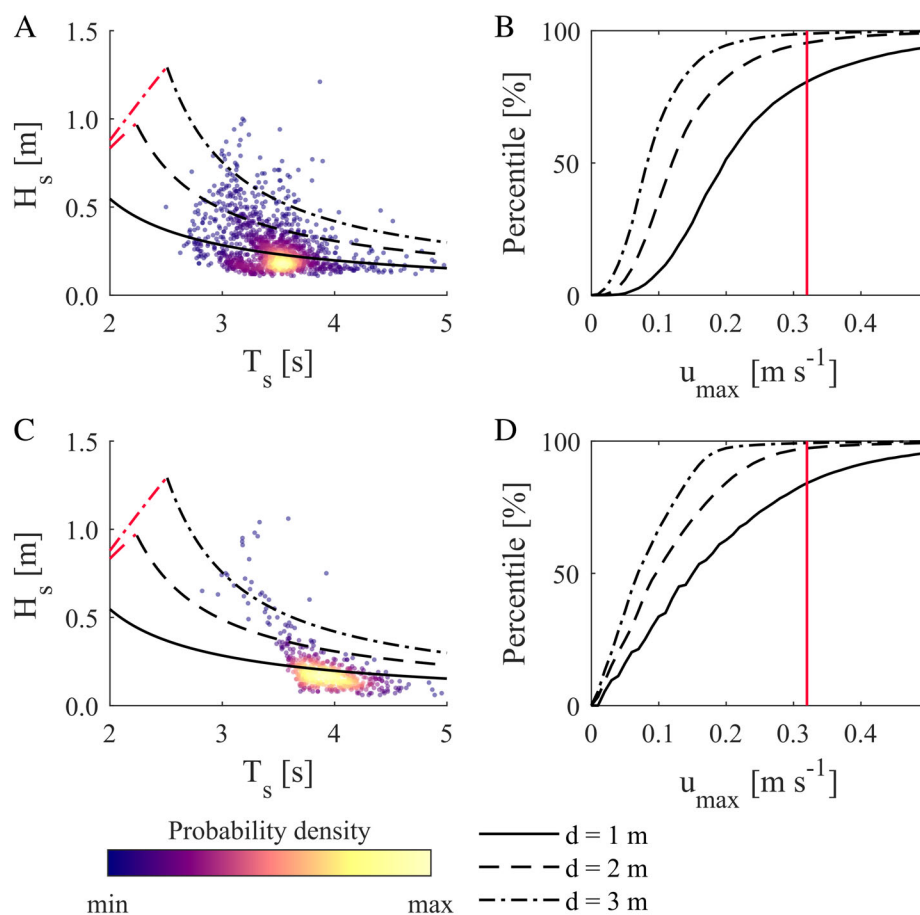 A
B
1.5
1.0
0.5
0.0
H_s [m]
2
3
4
5
T_s [s]
100
50
0
Percentile [%]
0
0.1
0.2
0.3
0.4
u_max [m s^-1]
C
D
1.5
1.0
0.5
0.0
H_s [m]
2
3
4
5
T_s [s]
100
50
0
Percentile [%]
0
0.1
0.2
0.3
0.4
u_max [m s^-1]
Probability density
min
max
d = 1 m
d = 2 m
d = 3 m